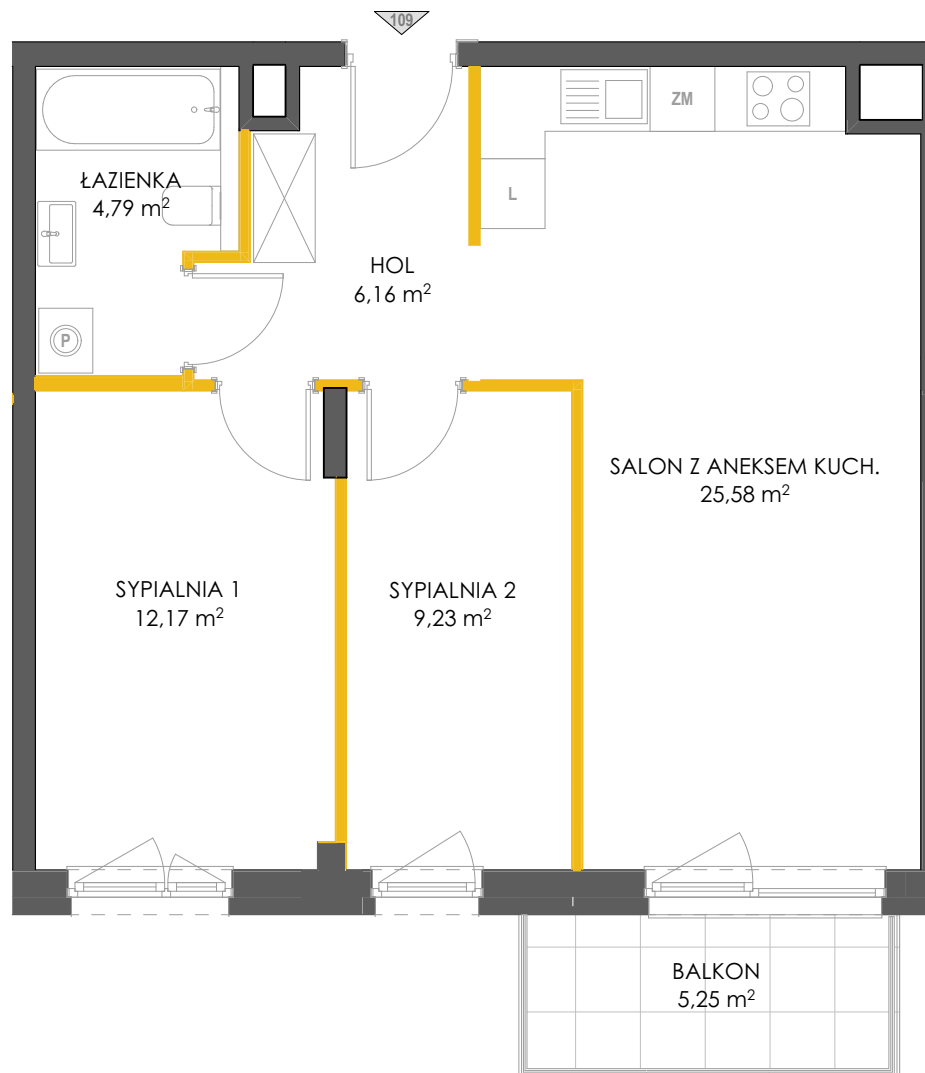 109
ZM
ŁAZIENKA
4,79 m²
L
HOL
6,16 m²
P
SALON Z ANEKSEM KUCH.
25,58 m²
SYPIALNIA 1
12,17 m²
SYPIALNIA 2
9,23 m²
BALKON
5,25 m²